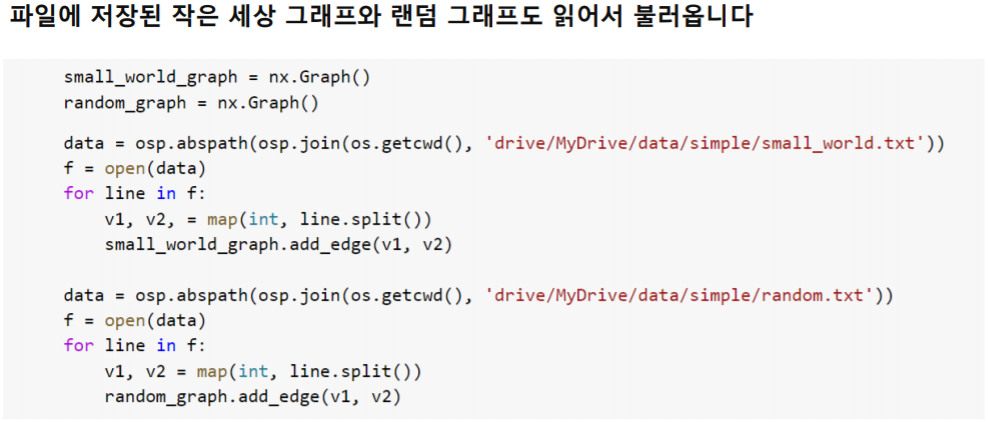 파일에 저장된 작은 세상 그래프와 랜덤 그래프도 읽어서 불러옵니다
small_world_graph = nx.Graph()
random_graph = nx.Graph()
data = osp.abspath(osp.join(os.getcwd(), 'drive/MyDrive/data/simple/small_world.txt'))
f = open(data)
for line in f:
    v1, v2, = map(int, line.split())
    small_world_graph.add_edge(v1, v2)
data = osp.abspath(osp.join(os.getcwd(), 'drive/MyDrive/data/simple/random.txt'))
f = open(data)
for line in f:
    v1, v2 = map(int, line.split())
    random_graph.add_edge(v1, v2)